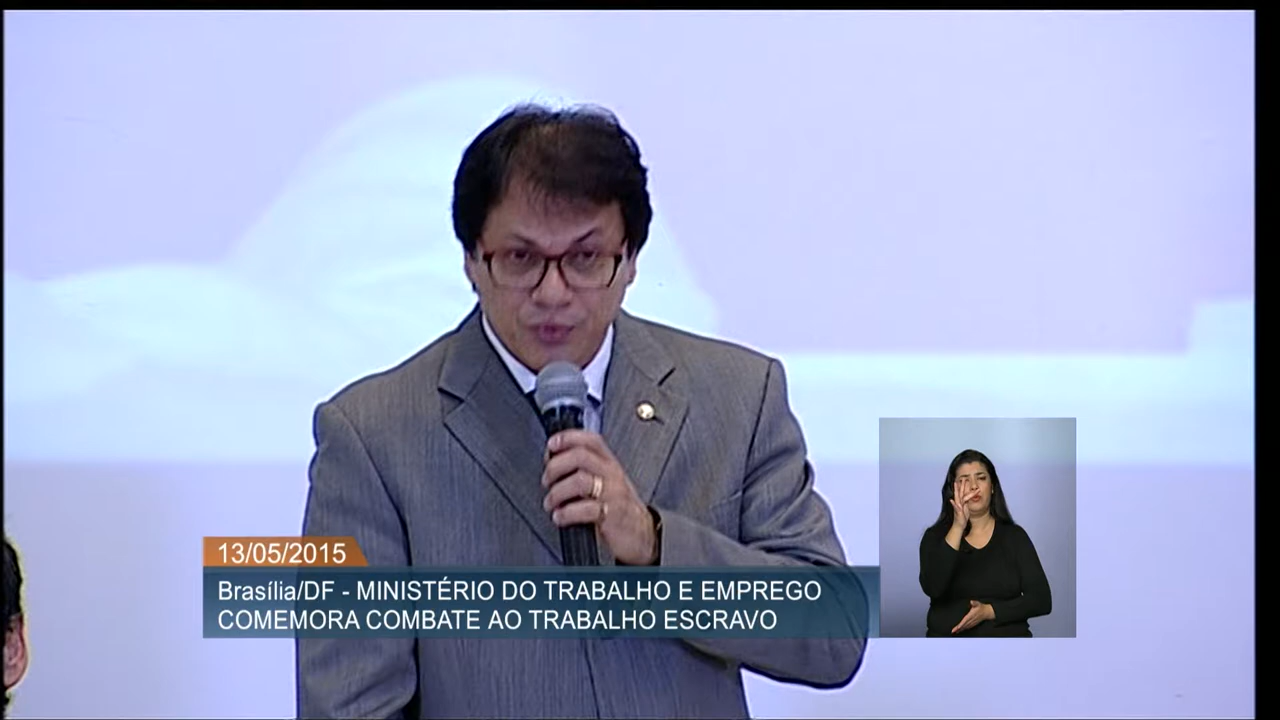 13/05/2015
Brasília/DF - MINISTÉRIO DO TRABALHO E EMPREGO
COMEMORA COMBATE AO TRABALHO ESCRAVO